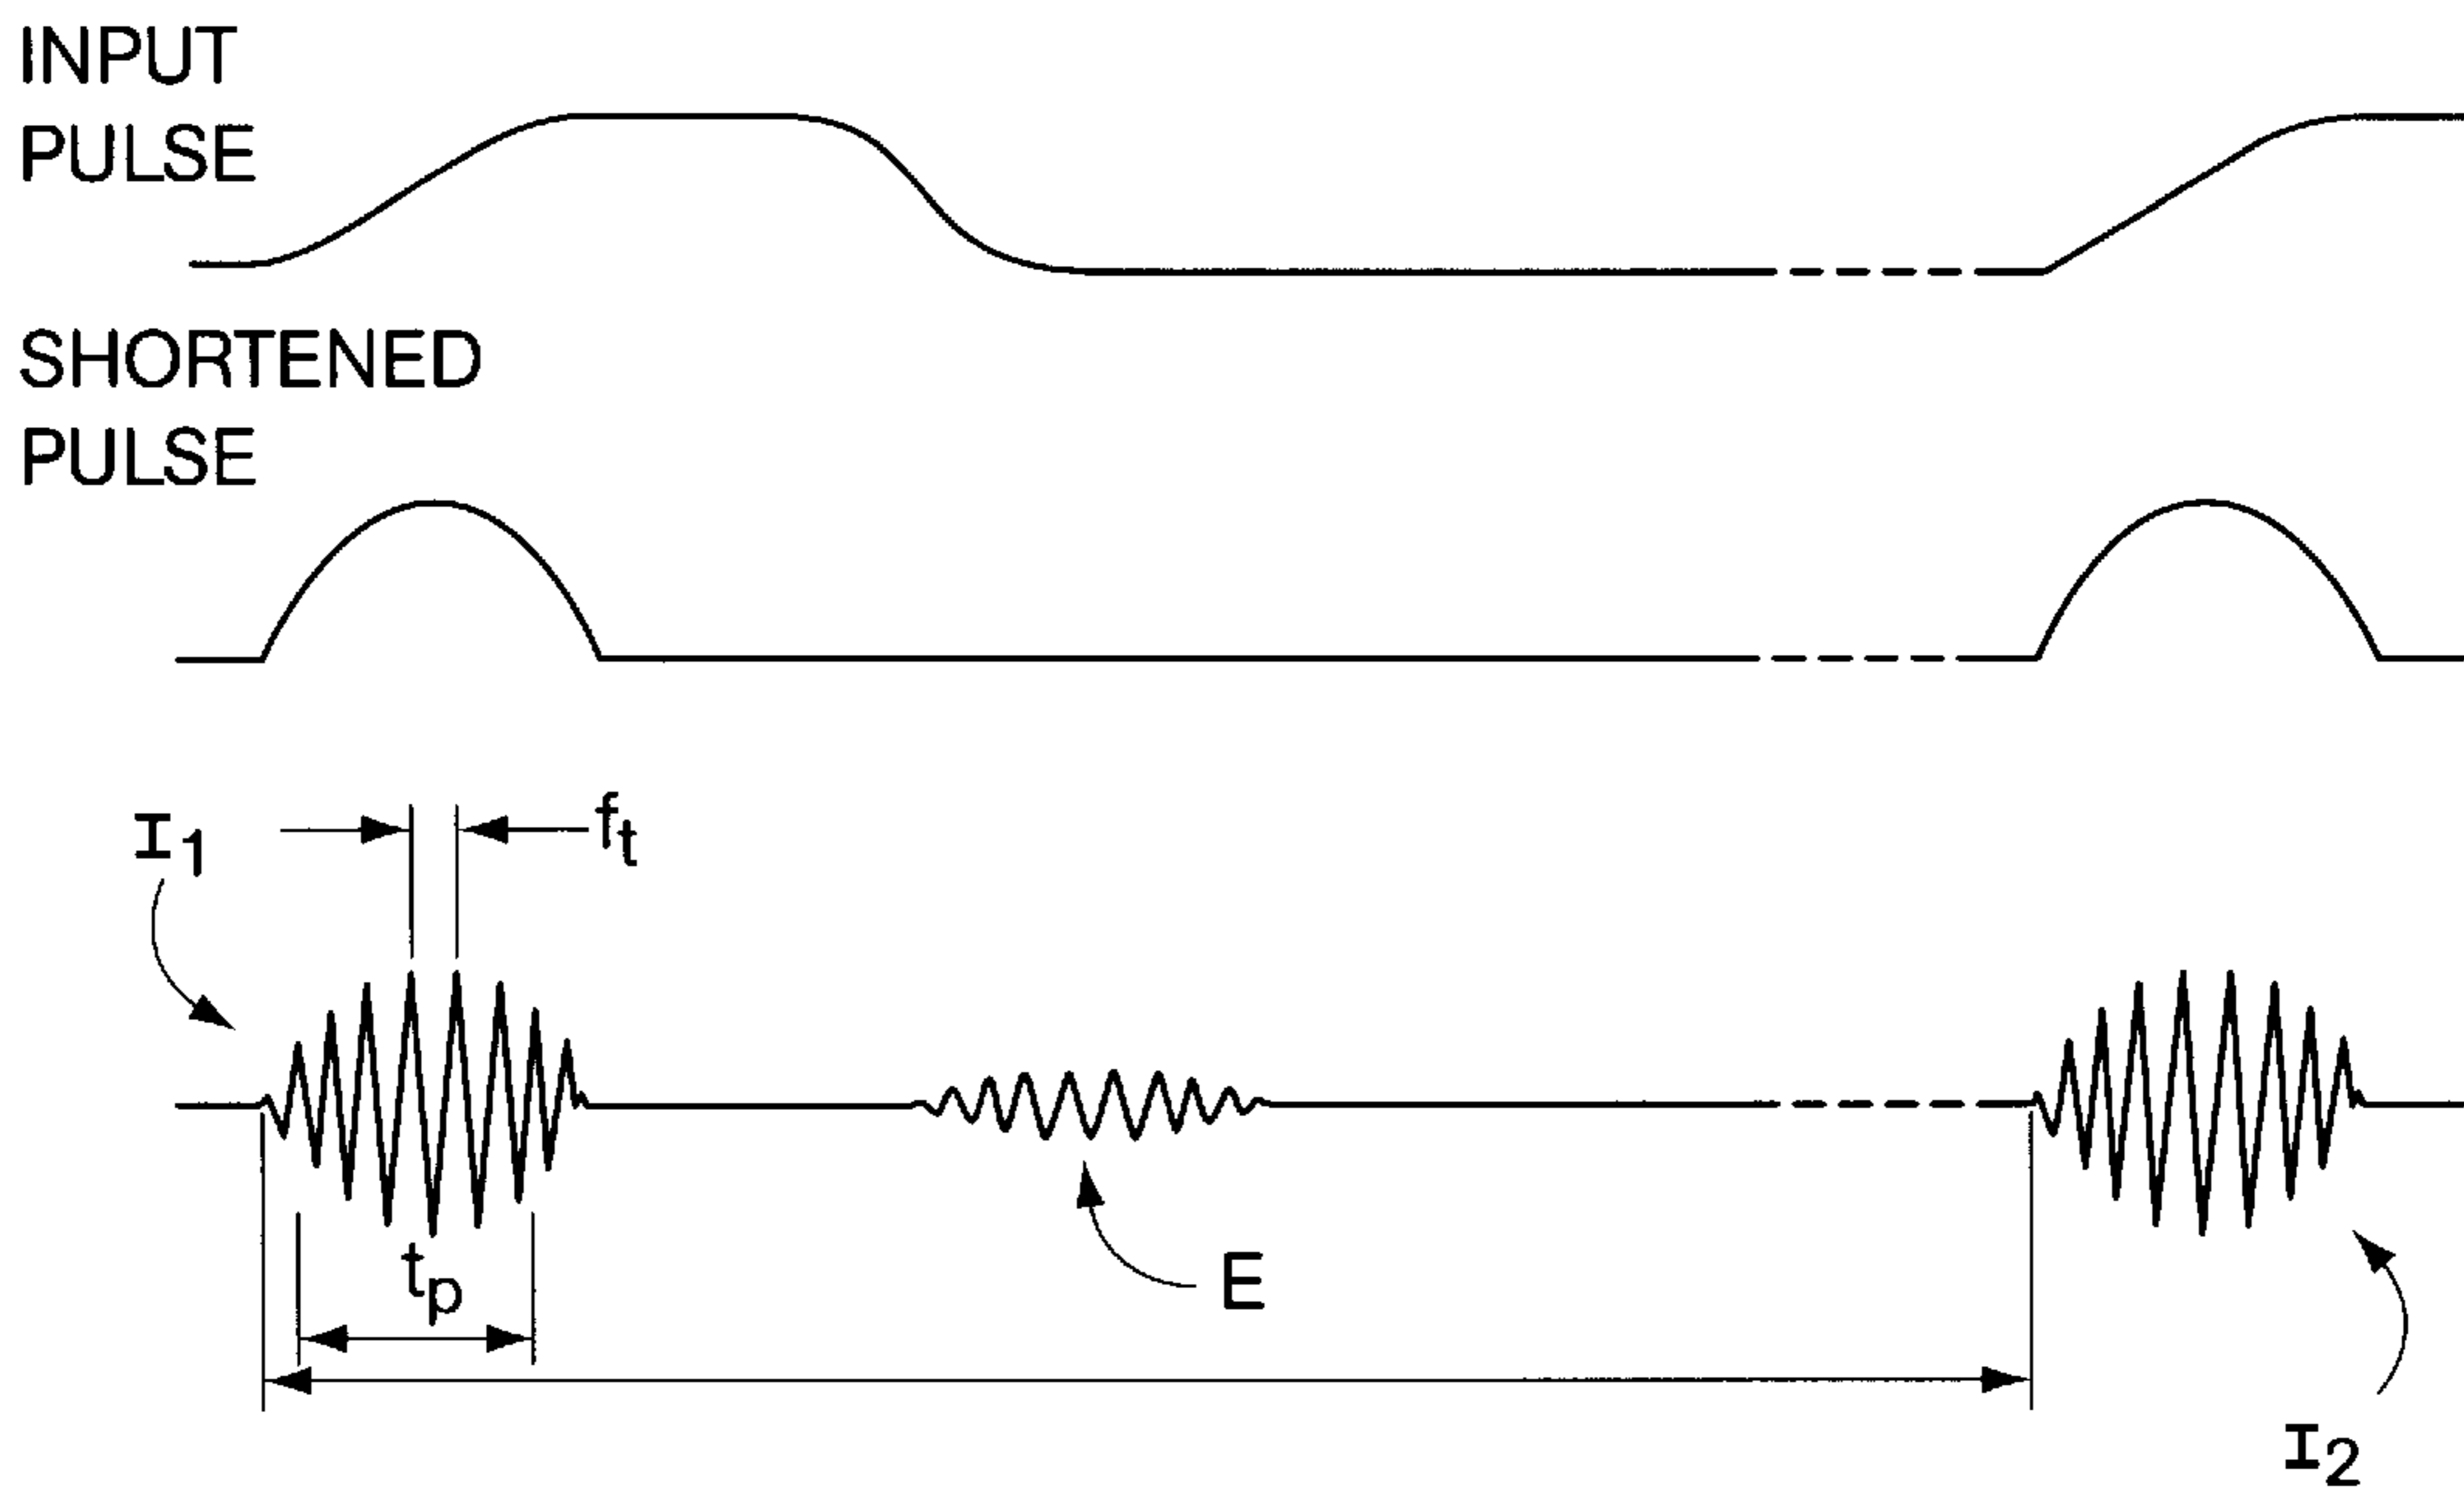 INPUT
PULSE
SHORTENED
PULSE
I1
ft
tp
E
I2